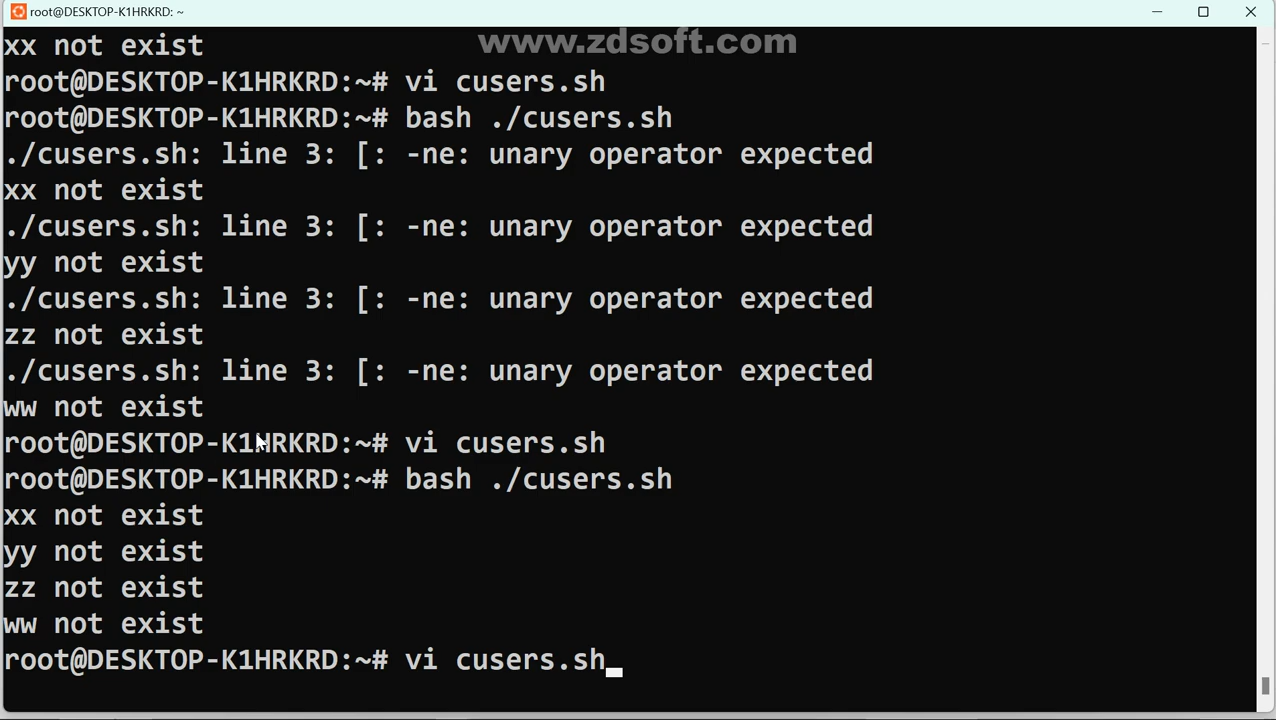 root@DESKTOP-K1HRKRD: ~
www.zdsoft.com
xx not exist
root@DESKTOP-K1HRKRD:~# vi cusers.sh
root@DESKTOP-K1HRKRD:~# bash ./cusers.sh
./cusers.sh: line 3: [: -ne: unary operator expected
xx not exist
./cusers.sh: line 3: [: -ne: unary operator expected
yy not exist
./cusers.sh: line 3: [: -ne: unary operator expected
zz not exist
./cusers.sh: line 3: [: -ne: unary operator expected
ww not exist
root@DESKTOP-K1HRKRD:~# vi cusers.sh
root@DESKTOP-K1HRKRD:~# bash ./cusers.sh
xx not exist
yy not exist
zz not exist
ww not exist
root@DESKTOP-K1HRKRD:~# vi cusers.sh